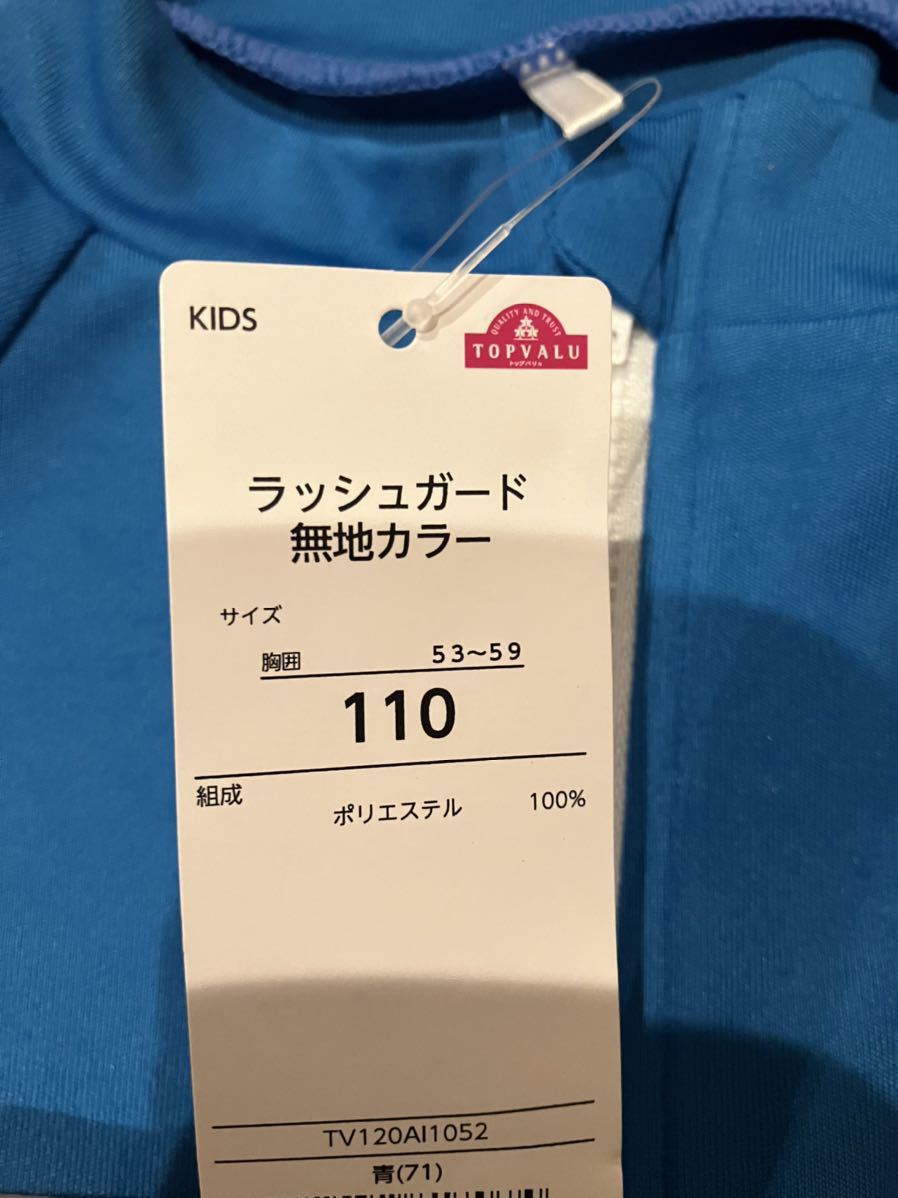 KIDS
QUALITY AND TRUST
TOPVALU
トップバリュ
ラッシュガード
無地カラー
サイズ
胸囲 53〜59
110
組成
ポリエステル 100%
TV120AI1052
青(71)